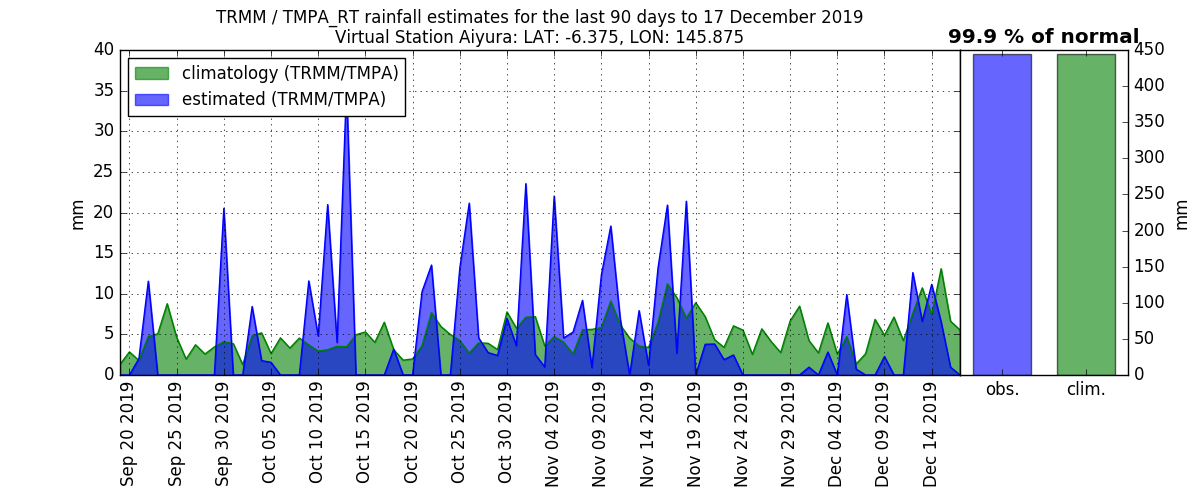 TRMM / TMPA_RT rainfall estimates for the last 90 days to 17 December 2019
Virtual Station Aiyura: LAT: -6.375, LON: 145.875
99.9 % of normal
climatology (TRMM/TMPA)
estimated (TRMM/TMPA)
40
35
30
25
20
15
10
5
0
mm
450
400
350
300
250
200
150
100
50
0
mm
Sep 20 2019
Sep 25 2019
Sep 30 2019
Oct 05 2019
Oct 10 2019
Oct 15 2019
Oct 20 2019
Oct 25 2019
Oct 30 2019
Nov 04 2019
Nov 09 2019
Nov 14 2019
Nov 19 2019
Nov 24 2019
Nov 29 2019
Dec 04 2019
Dec 09 2019
Dec 14 2019
obs.
clim.